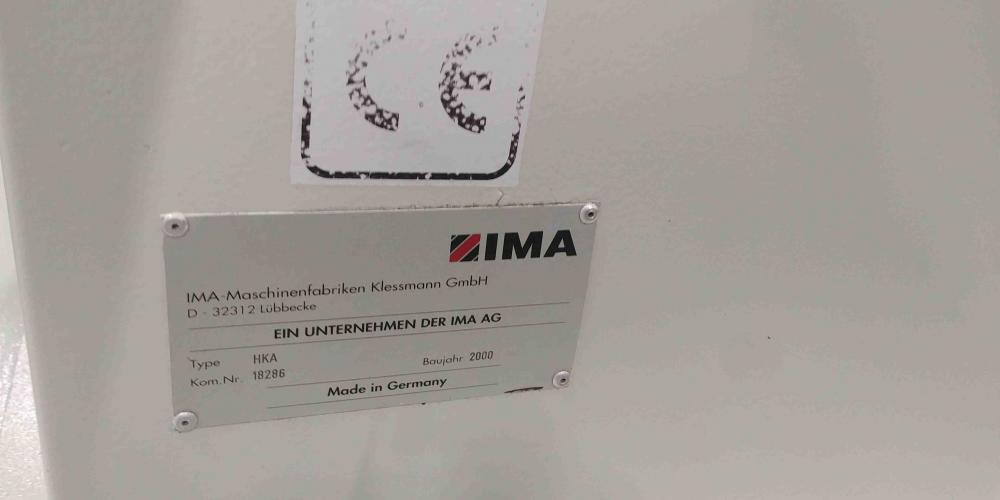 CE
IMA
IMA-Maschinenfabriken Klessmann GmbH
D - 32312 Lübbecke
EIN UNTERNEHMEN DER IMA AG
Type HKA Baujahr 2000
Kom.Nr. 18286
Made in Germany